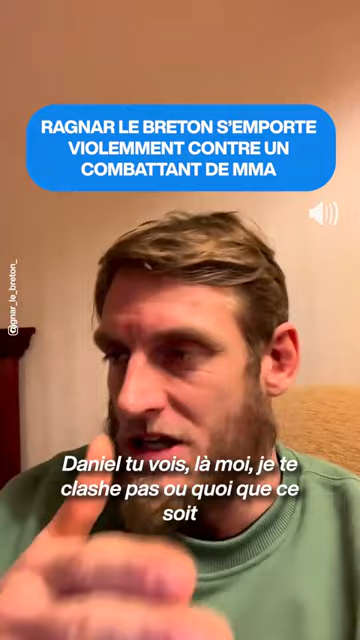 RAGNAR LE BRETON S'EMPORTE
VIOLEMMENT CONTRE UN
COMBATTANT DE MMA
gnar_le_breton_
Daniel tu vois, là moi, je te
clashe pas ou quoi que ce
soit